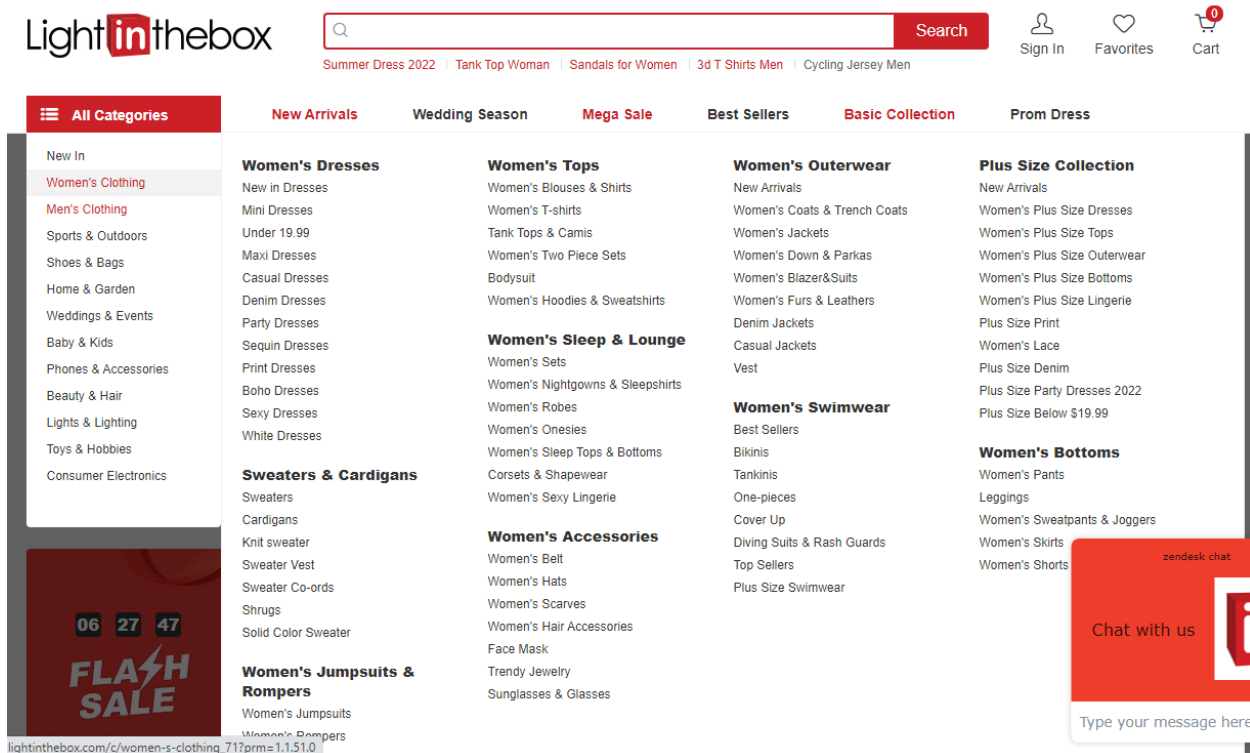 Lightinthebox
Search
Sign In
Favorites
0
Cart
Summer Dress 2022
Tank Top Woman
Sandals for Women
3d T Shirts Men
Cycling Jersey Men
All Categories
New Arrivals
Wedding Season
Mega Sale
Best Sellers
Basic Collection
Prom Dress
New In
Women's Clothing
Men's Clothing
Sports & Outdoors
Shoes & Bags
Home & Garden
Weddings & Events
Baby & Kids
Phones & Accessories
Beauty & Hair
Lights & Lighting
Toys & Hobbies
Consumer Electronics
06 27 47
FLASH
SALE
Women's Dresses
New in Dresses
Mini Dresses
Under 19.99
Maxi Dresses
Casual Dresses
Denim Dresses
Party Dresses
Sequin Dresses
Print Dresses
Boho Dresses
Sexy Dresses
White Dresses
Sweaters & Cardigans
Sweaters
Cardigans
Knit sweater
Sweater Vest
Sweater Co-ords
Shrugs
Solid Color Sweater
Women's Jumpsuits &
Rompers
Women's Jumpsuits
Women's Rompers
Women's Tops
Women's Blouses & Shirts
Women's T-shirts
Tank Tops & Camis
Women's Two Piece Sets
Bodysuit
Women's Hoodies & Sweatshirts
Women's Sleep & Lounge
Women's Sets
Women's Nightgowns & Sleepshirts
Women's Robes
Women's Onesies
Women's Sleep Tops & Bottoms
Corsets & Shapewear
Women's Sexy Lingerie
Women's Accessories
Women's Belt
Women's Hats
Women's Scarves
Women's Hair Accessories
Face Mask
Trendy Jewelry
Sunglasses & Glasses
Women's Outerwear
New Arrivals
Women's Coats & Trench Coats
Women's Jackets
Women's Down & Parkas
Women's Blazer&Suits
Women's Furs & Leathers
Denim Jackets
Casual Jackets
Vest
Women's Swimwear
Best Sellers
Bikinis
Tankinis
One-pieces
Cover Up
Diving Suits & Rash Guards
Top Sellers
Plus Size Swimwear
Plus Size Collection
New Arrivals
Women's Plus Size Dresses
Women's Plus Size Tops
Women's Plus Size Outerwear
Women's Plus Size Bottoms
Women's Plus Size Lingerie
Plus Size Print
Women's Lace
Plus Size Denim
Plus Size Party Dresses 2022
Plus Size Below $19.99
Women's Bottoms
Women's Pants
Leggings
Women's Sweatpants & Joggers
Women's Skirts
Women's Shorts
zendesk chat
Chat with us
Type your message here
lightinthebox.com/c/women-s-clothing_71?prm=1.1.51.0